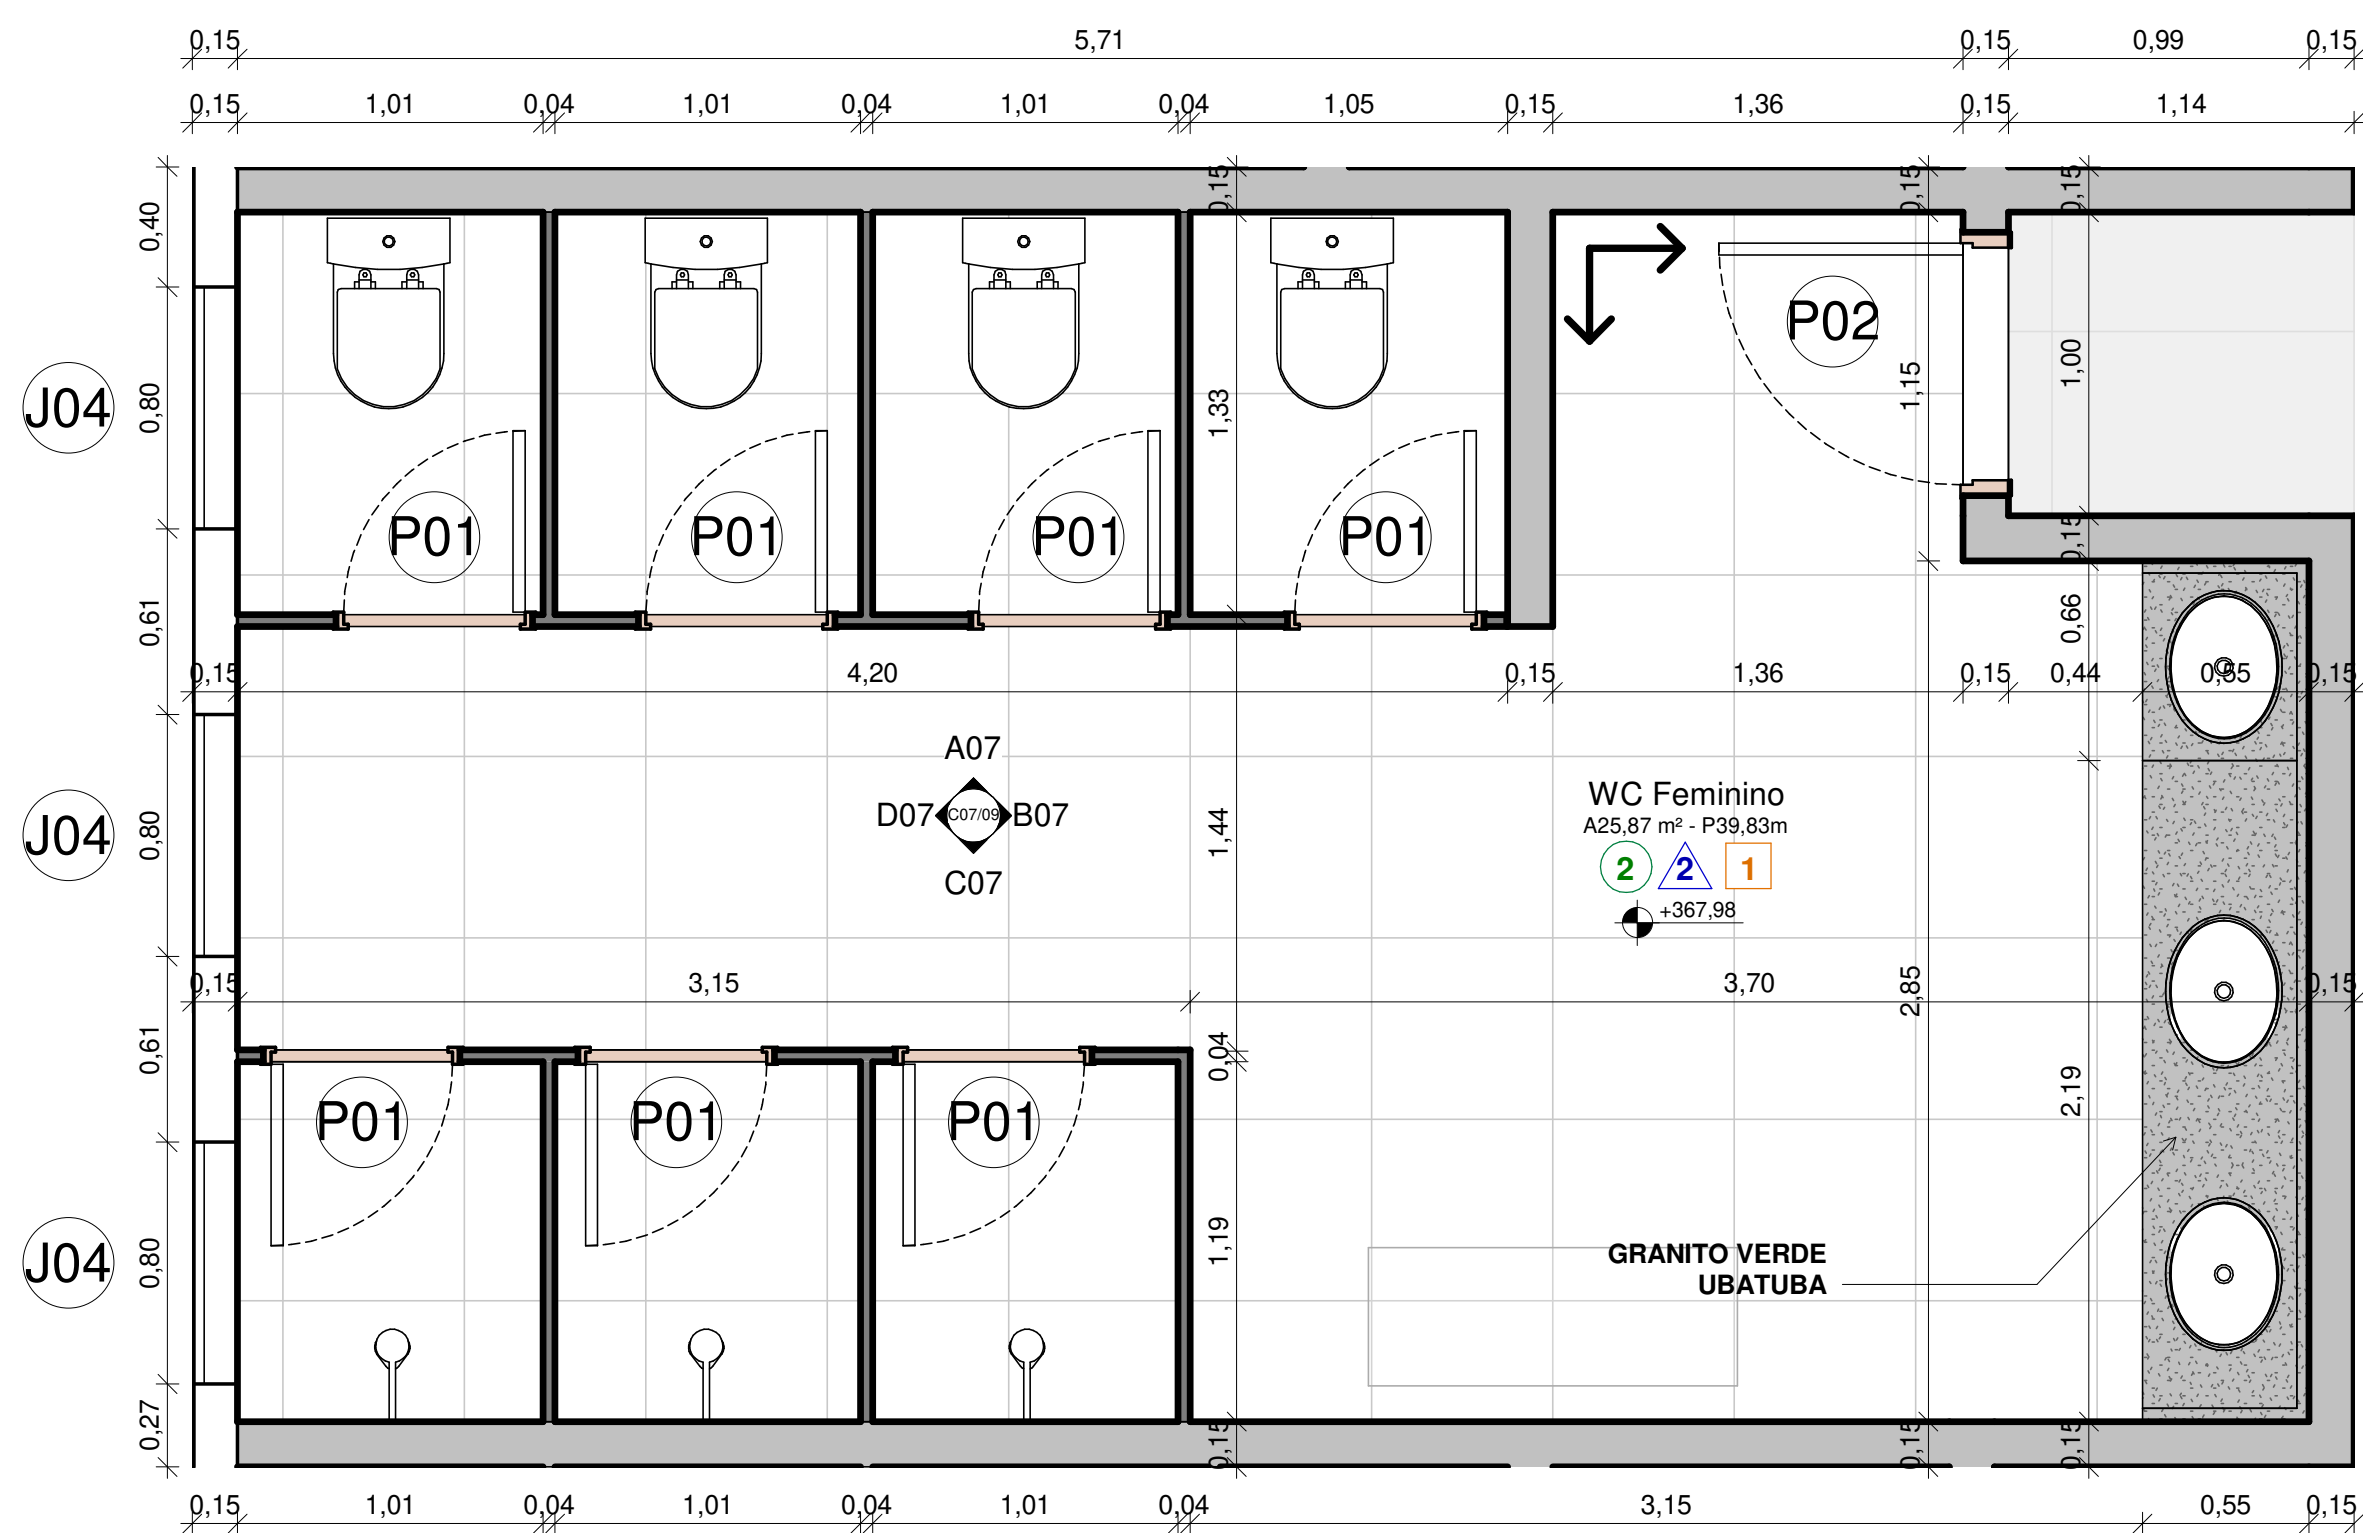 0,15 5,71 0,15 0,99 0,15
0,15 1,01 0,04 1,01 0,04 1,01 0,04 1,05 0,15 1,36 0,15 1,14
0,15 0,15 0,15
0,40
P02
J04 0,80 1,33 1,15 1,00
P01 P01 P01 P01 0,15
0,61 0,66
0,15 4,20 0,15 1,36 0,15 0,44 0,55 0,15
A07
D07 C07/09 B07
C07
WC Feminino
A25,87 m² - P39,83m
2 2 1
+367,98
J04 0,80 1,44
0,15 3,15 3,70 2,85 0,15
0,61 0,04 2,19
P01 P01 P01
J04 0,80 1,19
GRANITO VERDE
UBATUBA
0,27 0,15 0,15 0,15
0,15 1,01 0,04 1,01 0,04 1,01 0,04 3,15 0,55 0,15